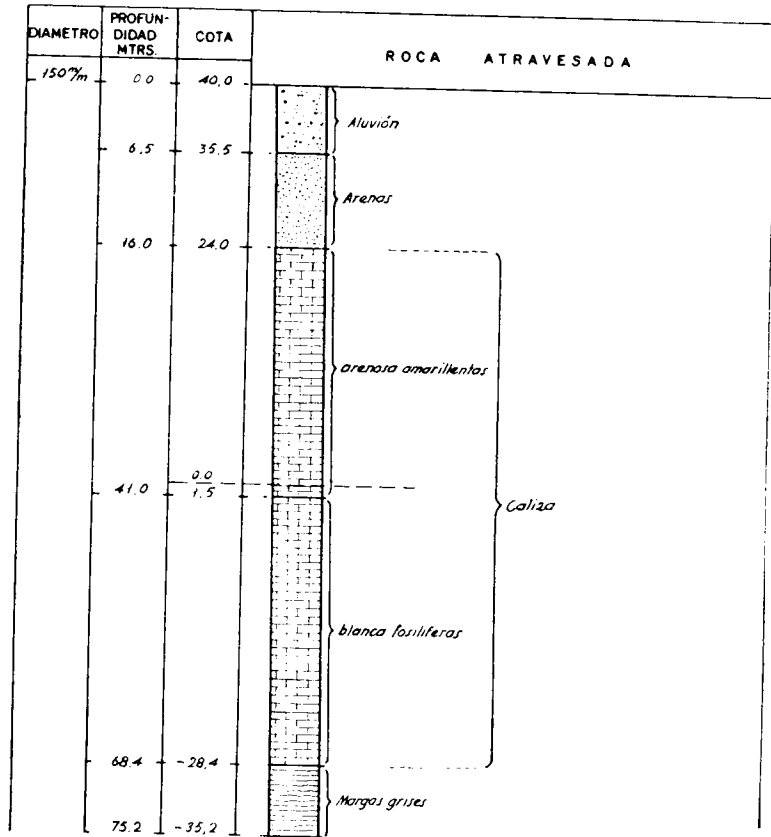 DIAMETRO
PROFUN-
DIDAD
MTRS.
COTA
ROCA ATRAVESADA
150 m/m
0.0
40,0
Aluvión
6.5
35.5
Arenas
16.0
24.0
arenosa amarillentas
0.0
41.0
1.5
Caliza
blanca fosiliferas
68.4
-28,4
Margas grises
75.2
-35,2